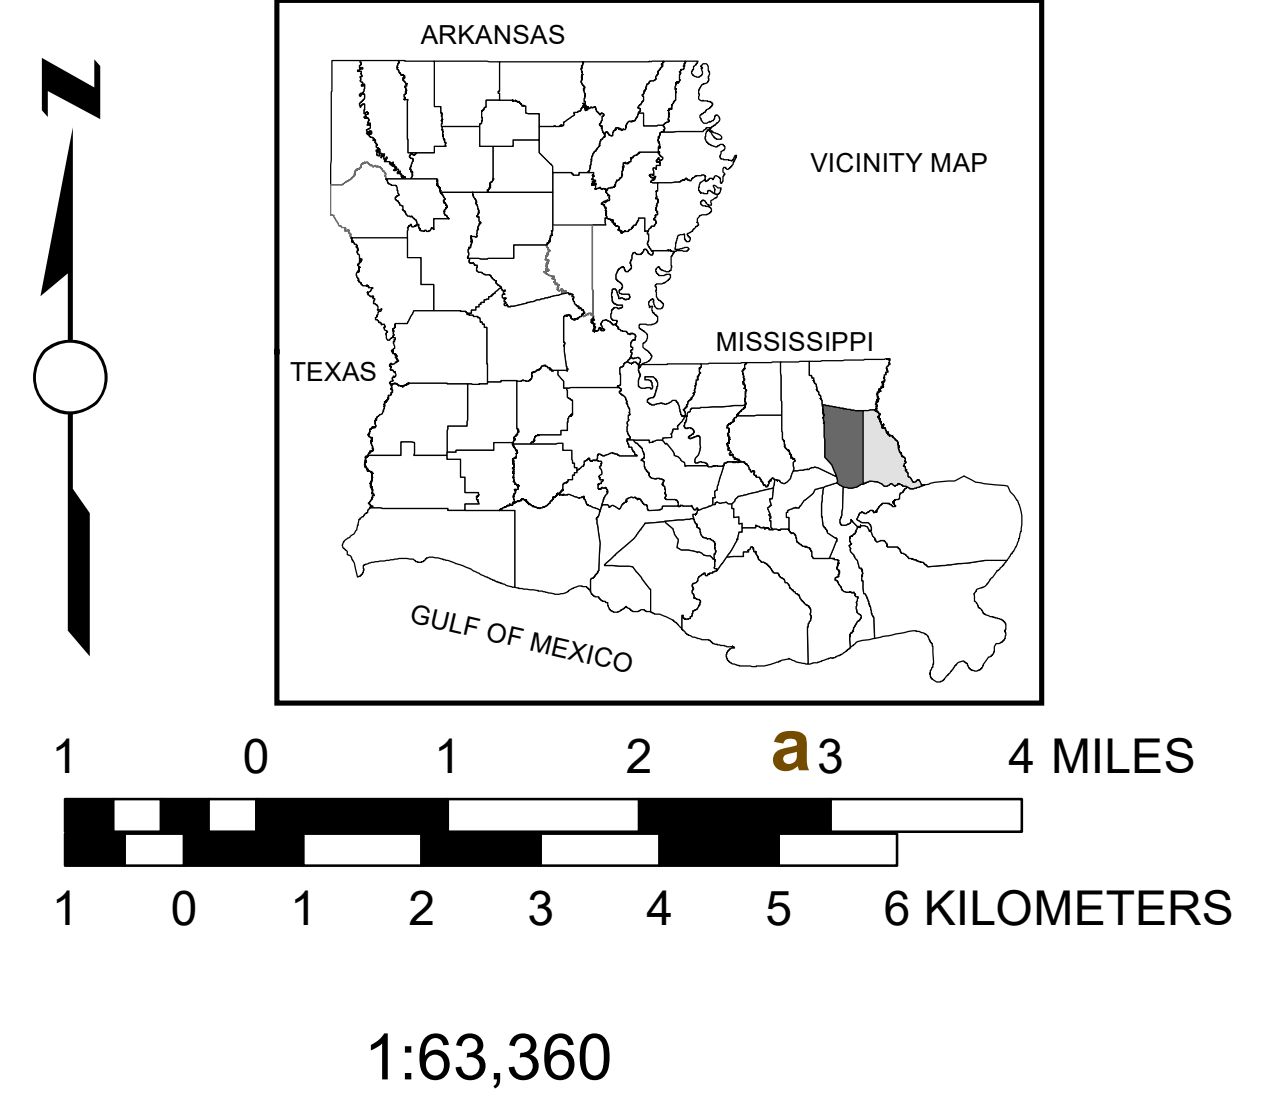 ARKANSAS
N
VICINITY MAP
MISSISSIPPI
TEXAS
GULF OF MEXICO
1 0 1 2 a 3 4 MILES
1 0 1 2 3 4 5 6 KILOMETERS
1:63,360